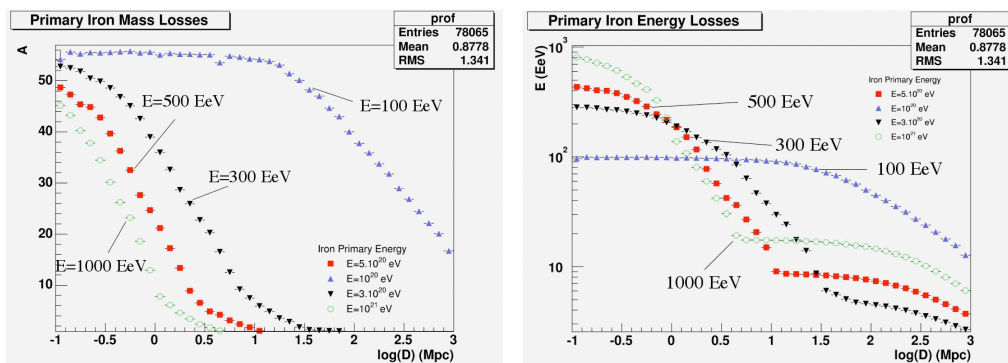 Primary Iron Mass Losses
prof
Entries 78065
Mean 0.8778
RMS 1.341
A
50
40
30
20
10
E=100 EeV
E=500 EeV
E=300 EeV
E=1000 EeV
Iron Primary Energy
E=5.10^20 eV
E=10^20 eV
E=3.10^20 eV
E=10^21 eV
-1 -0.5 0 0.5 1 1.5 2 2.5 3
log(D) (Mpc)
Primary Iron Energy Losses
prof
Entries 78065
Mean 0.8778
RMS 1.341
E (EeV)
10^3
10^2
10
Iron Primary Energy
E=5.10^20 eV
E=10^20 eV
E=3.10^20 eV
E=10^21 eV
500 EeV
300 EeV
100 EeV
1000 EeV
-1 -0.5 0 0.5 1 1.5 2 2.5 3
log(D) (Mpc)